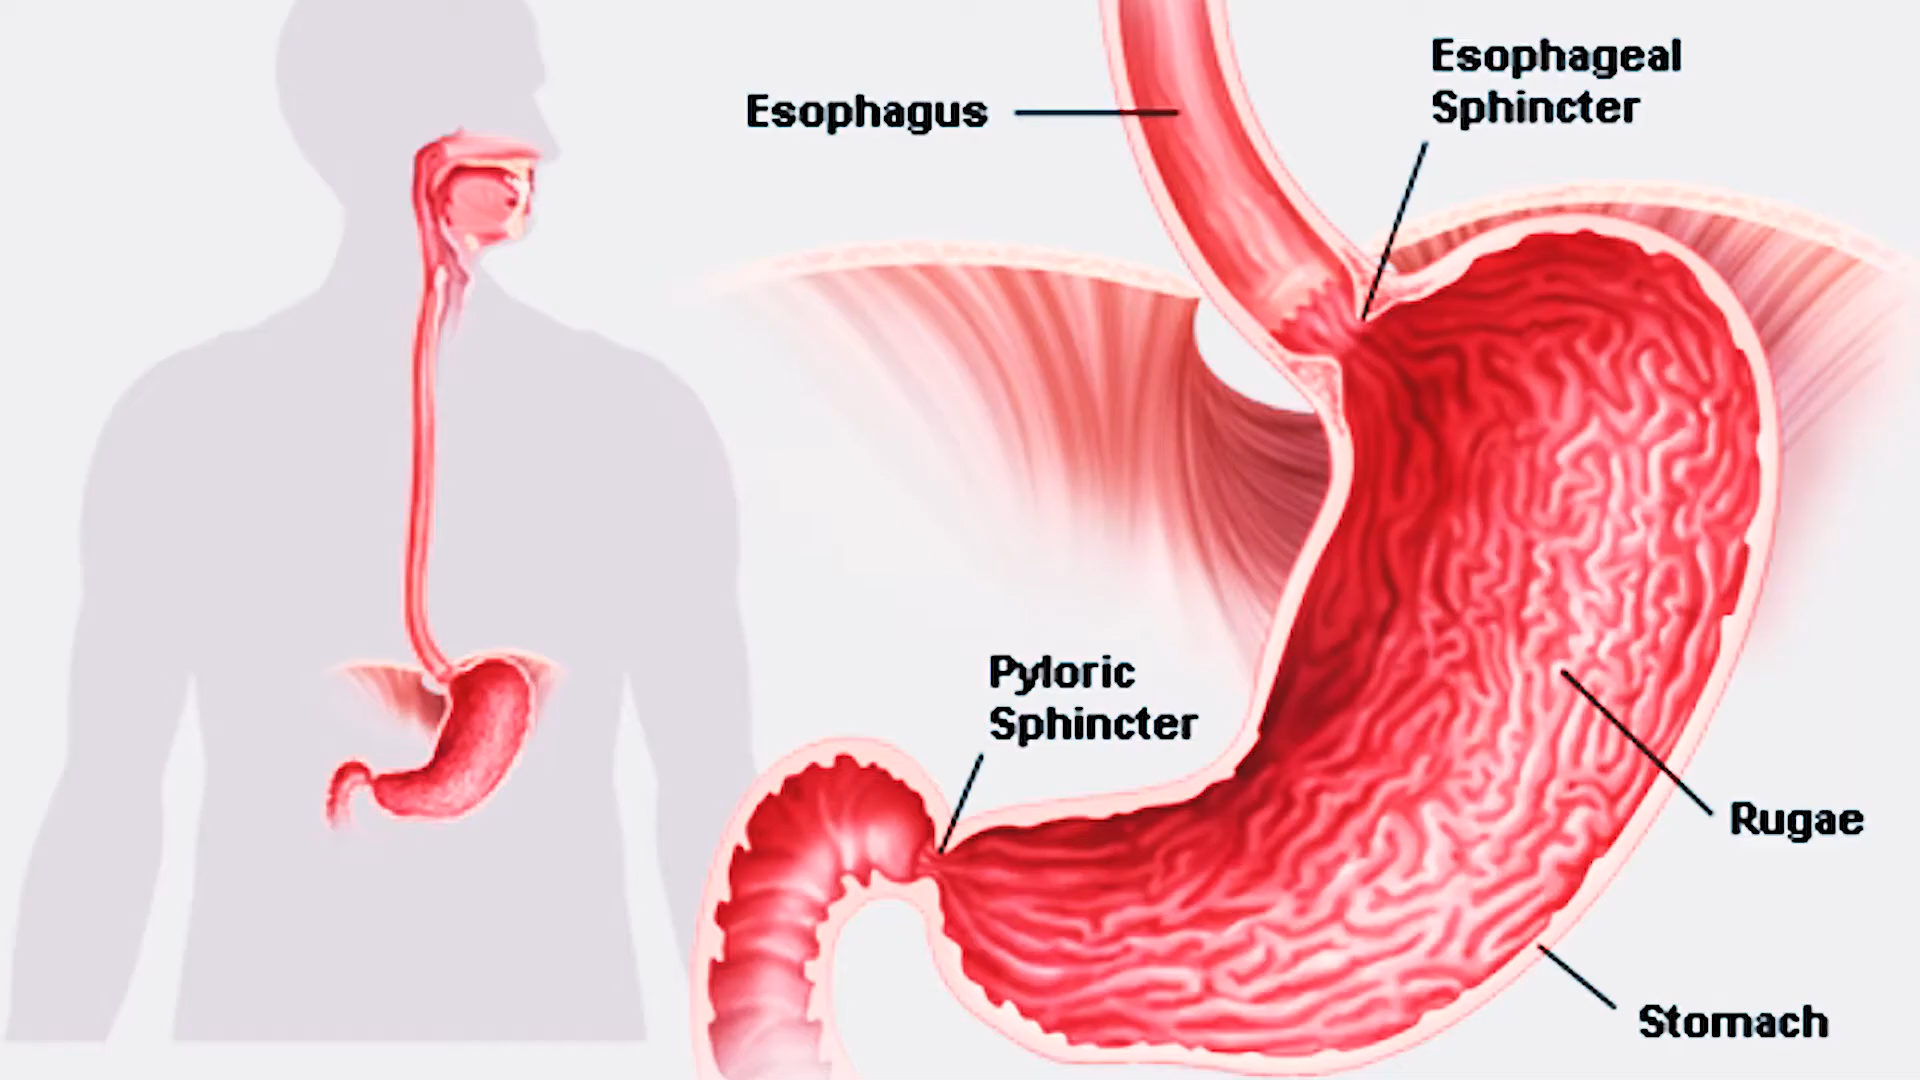 Esophagus
Esophageal
Sphincter
Pyloric
Sphincter
Rugae
Stomach